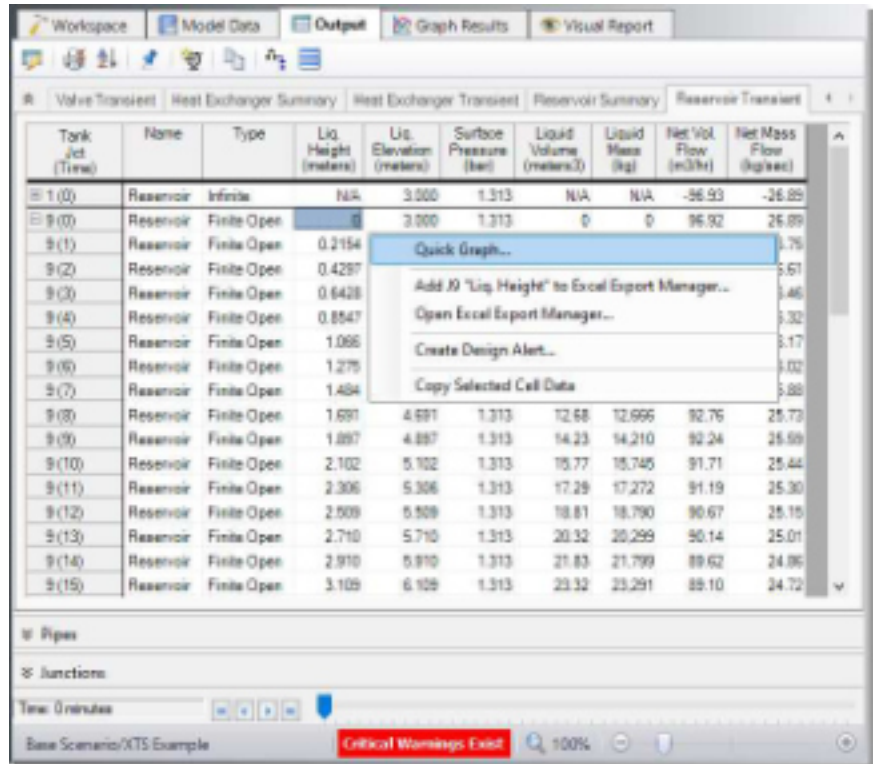 Workspace Model Data Output Graph Results Visual Report
Valve Transient Heat Exchanger Summary Heat Exchanger Transient Reservoir Summary Reservoir Transient
Tank Jct (Time) Name Type Liq. Height (meters) Liq. Elevation (meters) Surface Pressure (bar) Liquid Volume (meters3) Liquid Mass (kg) Net Vol. Flow (m3/hr) Net Mass Flow (kg/sec)
1 (0) Reservoir Infinite N/A 3.000 1.313 N/A N/A -96.93 -26.89
9 (0) Reservoir Finite Open 0 3.000 1.313 0 0 96.92 26.89
9 (1) Reservoir Finite Open 0.2154 Quick Graph... .75
9 (2) Reservoir Finite Open 0.4297 .61
9 (3) Reservoir Finite Open 0.6428 Add J9 "Liq. Height" to Excel Export Manager... .46
9 (4) Reservoir Finite Open 0.8547 Open Excel Export Manager... .32
9 (5) Reservoir Finite Open 1.066 Create Design Alert... .17
9 (6) Reservoir Finite Open 1.275 .02
9 (7) Reservoir Finite Open 1.484 Copy Selected Cell Data .88
9 (8) Reservoir Finite Open 1.691 4.691 1.313 12.68 12,666 92.76 25.73
9 (9) Reservoir Finite Open 1.897 4.897 1.313 14.23 14,210 92.24 25.59
9 (10) Reservoir Finite Open 2.102 5.102 1.313 15.77 15,745 91.71 25.44
9 (11) Reservoir Finite Open 2.306 5.306 1.313 17.29 17,272 91.19 25.30
9 (12) Reservoir Finite Open 2.509 5.509 1.313 18.81 18,790 90.67 25.15
9 (13) Reservoir Finite Open 2.710 5.710 1.313 20.32 20,299 90.14 25.01
9 (14) Reservoir Finite Open 2.910 5.910 1.313 21.83 21,799 89.62 24.86
9 (15) Reservoir Finite Open 3.109 6.109 1.313 23.32 23,291 89.10 24.72
Pipes
Junctions
Time: 0 minutes
Base Scenario/XTS Example Critical Warnings Exist 100%